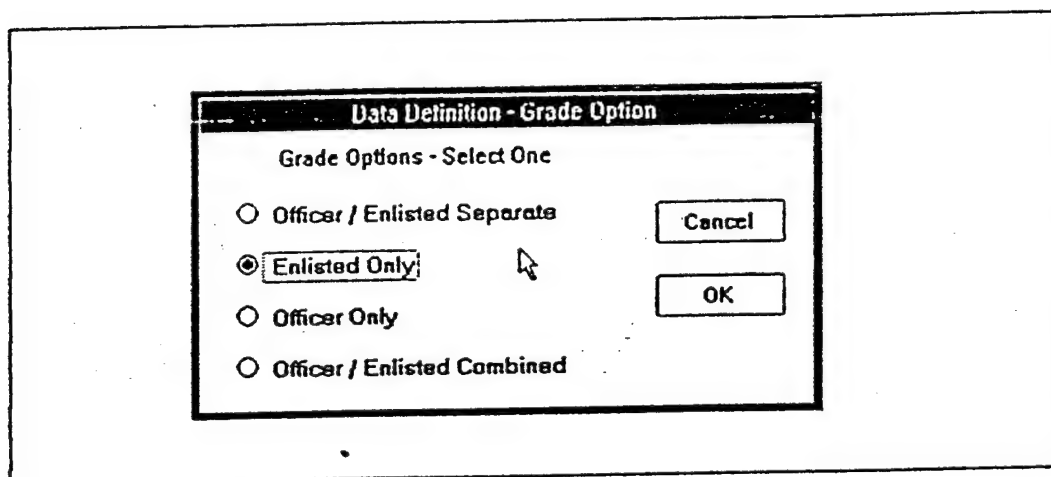 Data Definition - Grade Option
Grade Options - Select One
Officer / Enlisted Separate
Cancel
Enlisted Only
OK
Officer Only
Officer / Enlisted Combined